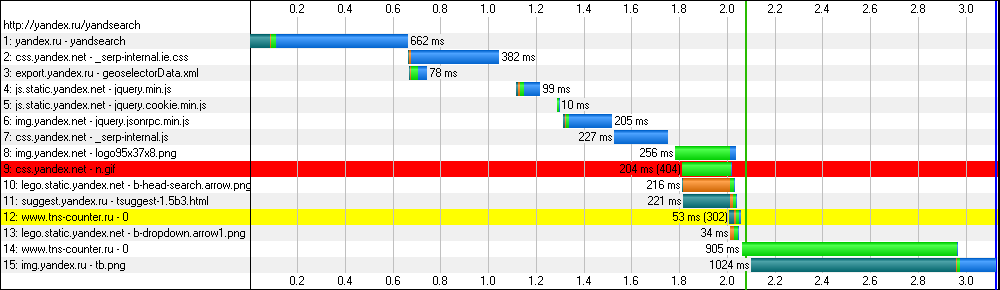 0.2 0.4 0.6 0.8 1.0 1.2 1.4 1.6 1.8 2.0 2.2 2.4 2.6 2.8 3.0
http://yandex.ru/yandsearch
1: yandex.ru - yandsearch 662 ms
2: css.yandex.net - _serp-internal.ie.css 382 ms
3: export.yandex.ru - geoselectorData.xml 78 ms
4: js.static.yandex.net - jquery.min.js 99 ms
5: js.static.yandex.net - jquery.cookie.min.js 10 ms
6: img.yandex.net - jquery.jsonrpc.min.js 205 ms
7: css.yandex.net - _serp-internal.js 227 ms
8: img.yandex.net - logo95x37x8.png 256 ms
9: css.yandex.net - n.gif 204 ms (404)
10: lego.static.yandex.net - b-head-search.arrow.png 216 ms
11: suggest.yandex.ru - tsuggest-1.5b3.html 221 ms
12: www.tns-counter.ru - 0 53 ms (302)
13: lego.static.yandex.net - b-dropdown.arrow1.png 34 ms
14: www.tns-counter.ru - 0 905 ms
15: img.yandex.ru - tb.png 1024 ms
0.2 0.4 0.6 0.8 1.0 1.2 1.4 1.6 1.8 2.0 2.2 2.4 2.6 2.8 3.0